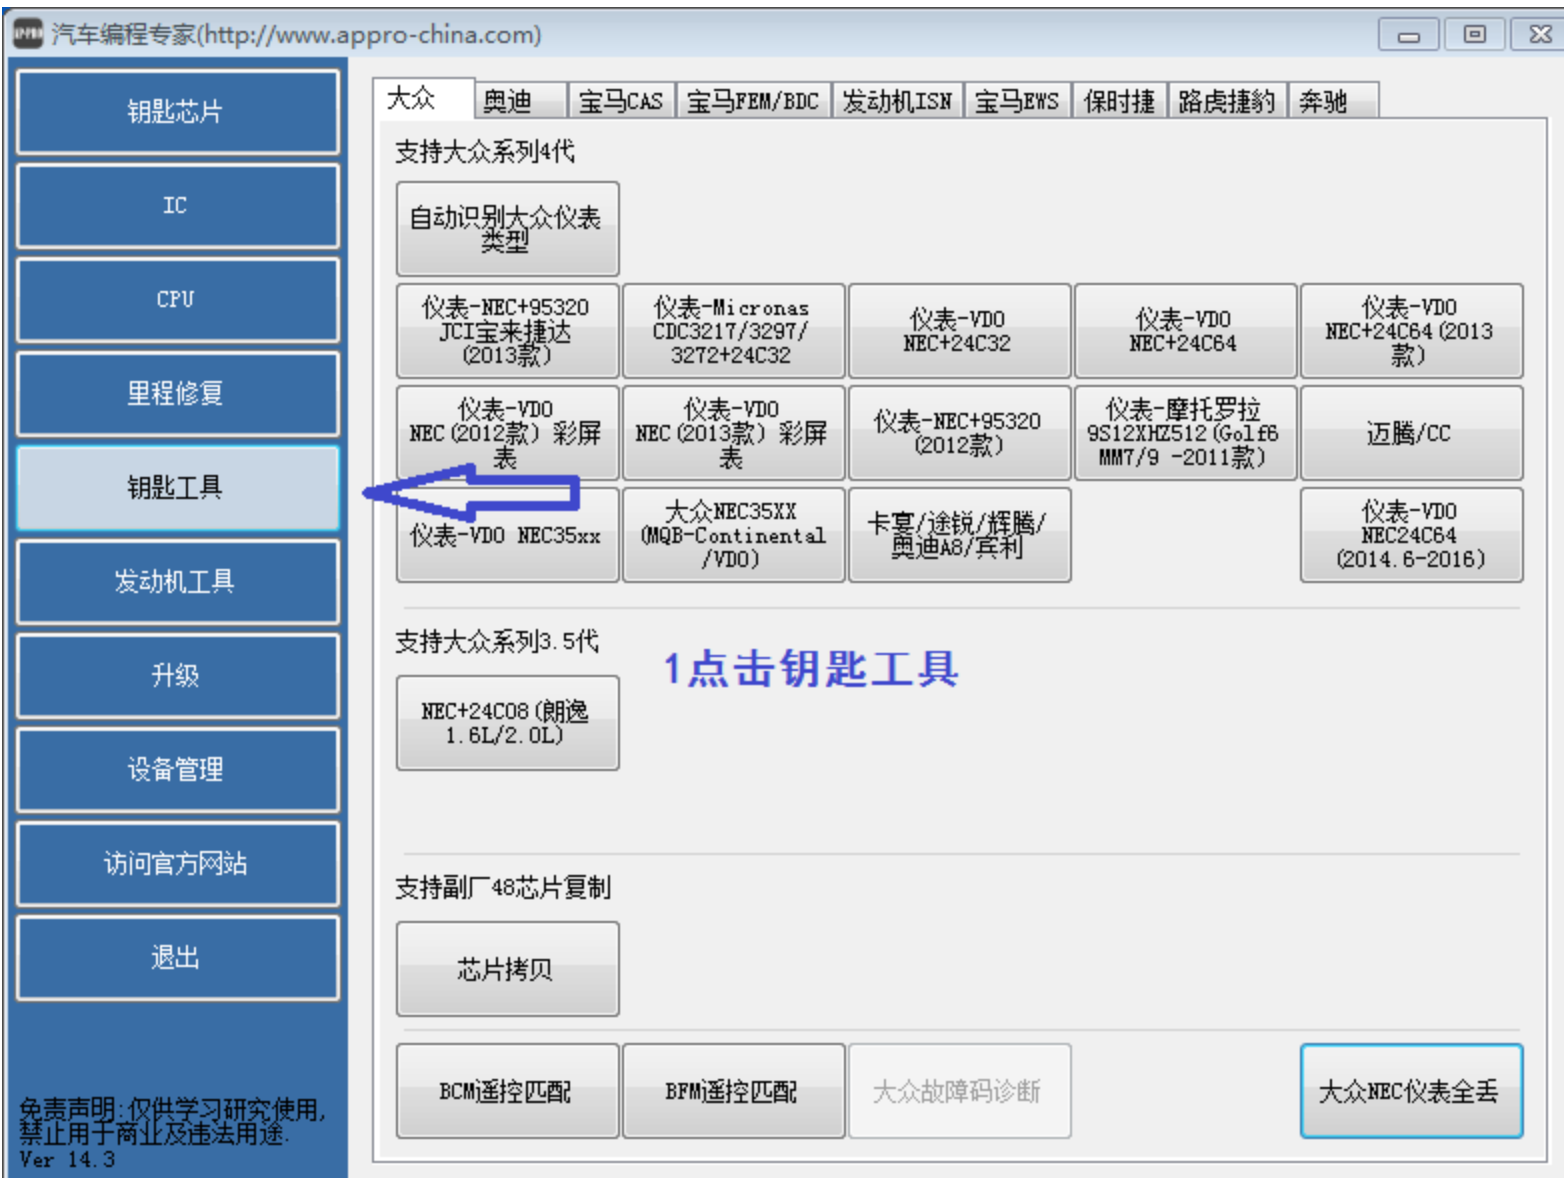 汽车编程专家(http://www.appro-china.com)
钥匙芯片
IC
CPU
里程修复
钥匙工具
发动机工具
升级
设备管理
访问官方网站
退出
免责声明:仅供学习研究使用,
禁止用于商业及违法用途.
Ver 14.3
大众 奥迪 宝马CAS 宝马FEM/BDC 发动机ISN 宝马EWS 保时捷 路虎捷豹 奔驰
支持大众系列4代
自动识别大众仪表
类型
仪表-NEC+95320
JCI宝来捷达
(2013款)
仪表-Micronas
CDC3217/3297/
3272+24C32
仪表-VDO
NEC+24C32
仪表-VDO
NEC+24C64
仪表-VDO
NEC+24C64(2013
款)
仪表-VDO
NEC(2012款) 彩屏
表
仪表-VDO
NEC(2013款) 彩屏
表
仪表-NEC+95320
(2012款)
仪表-摩托罗拉
9S12XHZ512(Golf6
MM7/9 -2011款)
迈腾/CC
仪表-VDO NEC35xx
大众NEC35XX
(MQB-Continental
/VDO)
卡宴/途锐/辉腾/
奥迪A8/宾利
仪表-VDO
NEC24C64
(2014.6-2016)
支持大众系列3.5代
1点击钥匙工具
NEC+24C08(朗逸
1.6L/2.0L)
支持副厂48芯片复制
芯片拷贝
BCM遥控匹配
BFM遥控匹配
大众故障码诊断
大众NEC仪表全丢